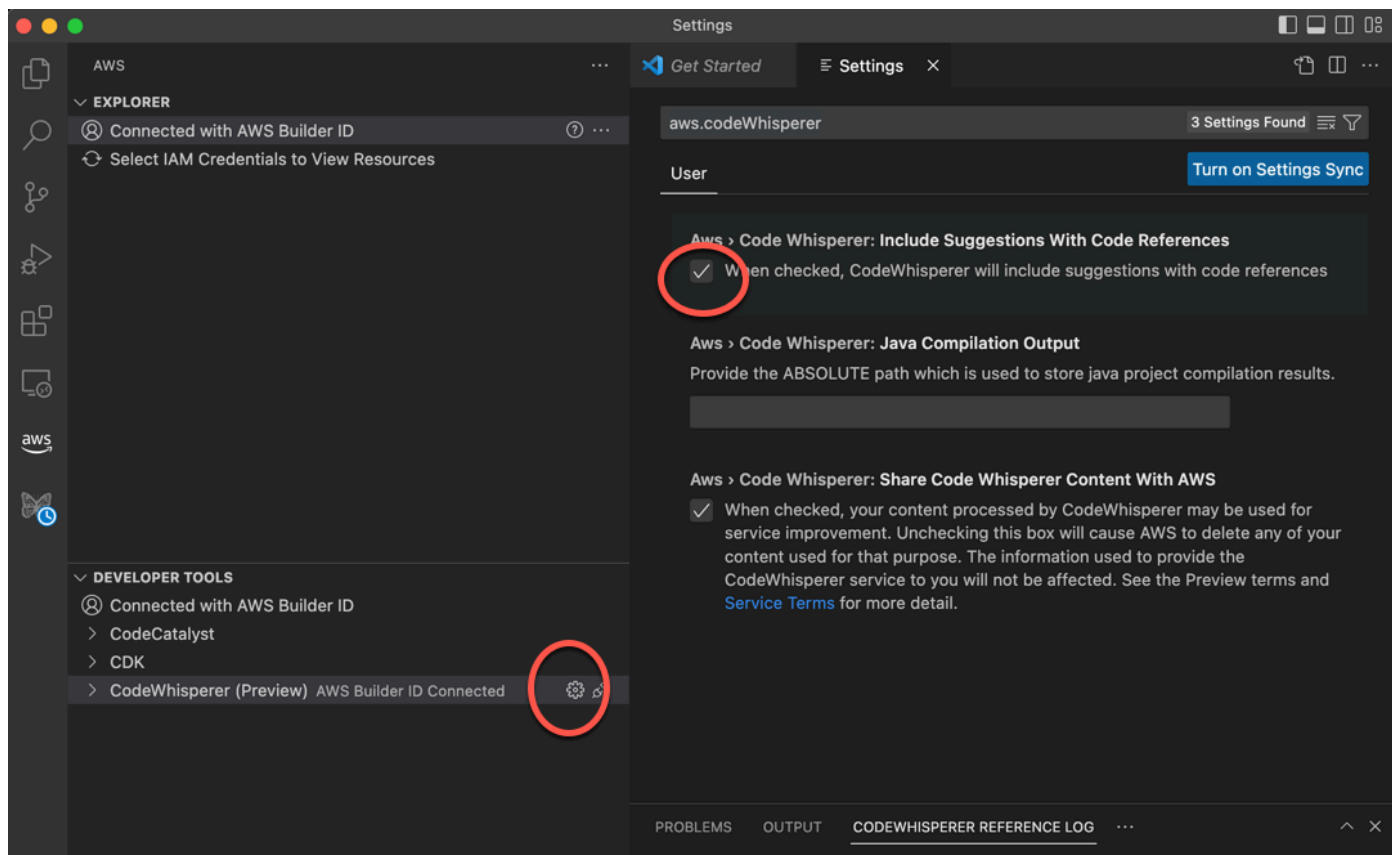 Settings
AWS
EXPLORER
Connected with AWS Builder ID
Select IAM Credentials to View Resources
aws
DEVELOPER TOOLS
Connected with AWS Builder ID
CodeCatalyst
CDK
CodeWhisperer (Preview) AWS Builder ID Connected
Get Started
Settings
aws.codeWhisperer
3 Settings Found
User
Turn on Settings Sync
Aws › Code Whisperer: Include Suggestions With Code References
When checked, CodeWhisperer will include suggestions with code references
Aws › Code Whisperer: Java Compilation Output
Provide the ABSOLUTE path which is used to store java project compilation results.
Aws › Code Whisperer: Share Code Whisperer Content With AWS
When checked, your content processed by CodeWhisperer may be used for
service improvement. Unchecking this box will cause AWS to delete any of your
content used for that purpose. The information used to provide the
CodeWhisperer service to you will not be affected. See the Preview terms and
Service Terms for more detail.
PROBLEMS OUTPUT CODEWHISPERER REFERENCE LOG